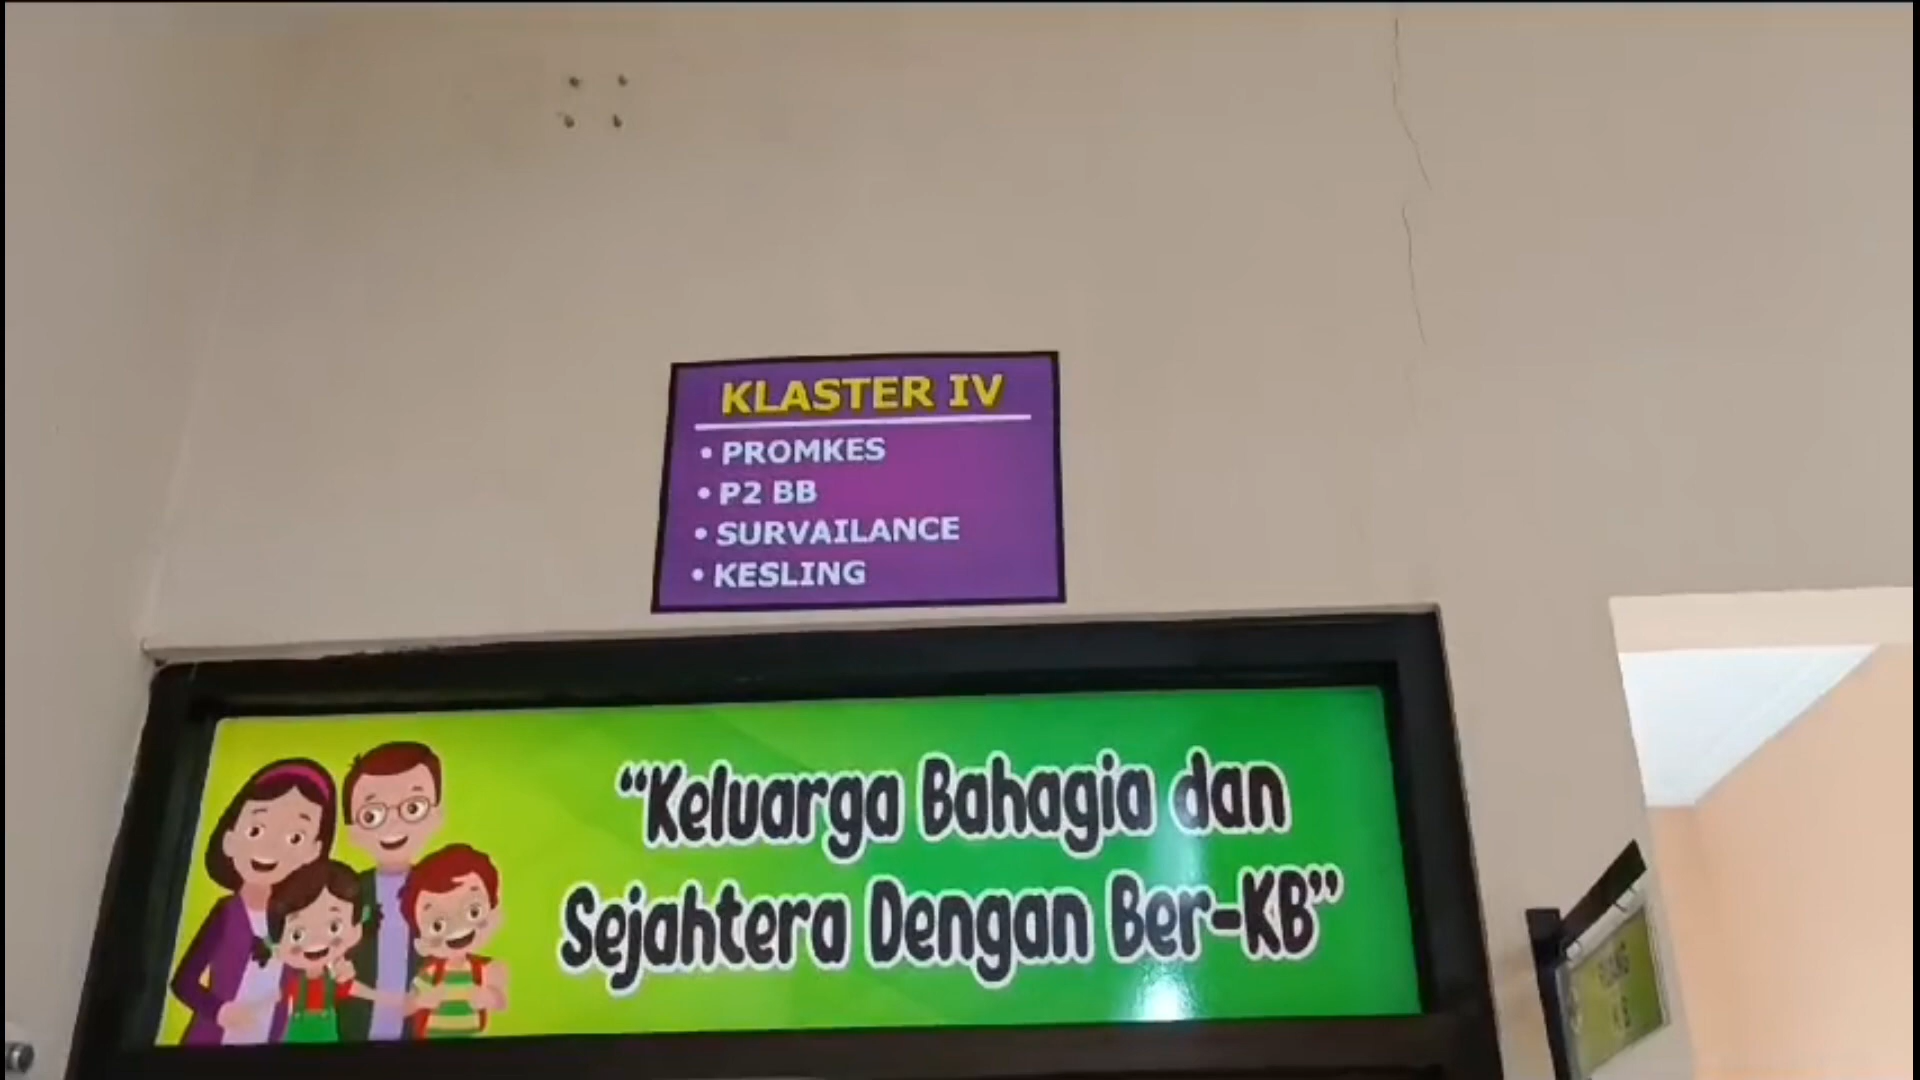 KLASTER IV
• PROMKES
• P2 BB
• SURVAILANCE
• KESLING
“Keluarga Bahagia dan
Sejahtera Dengan Ber-KB”